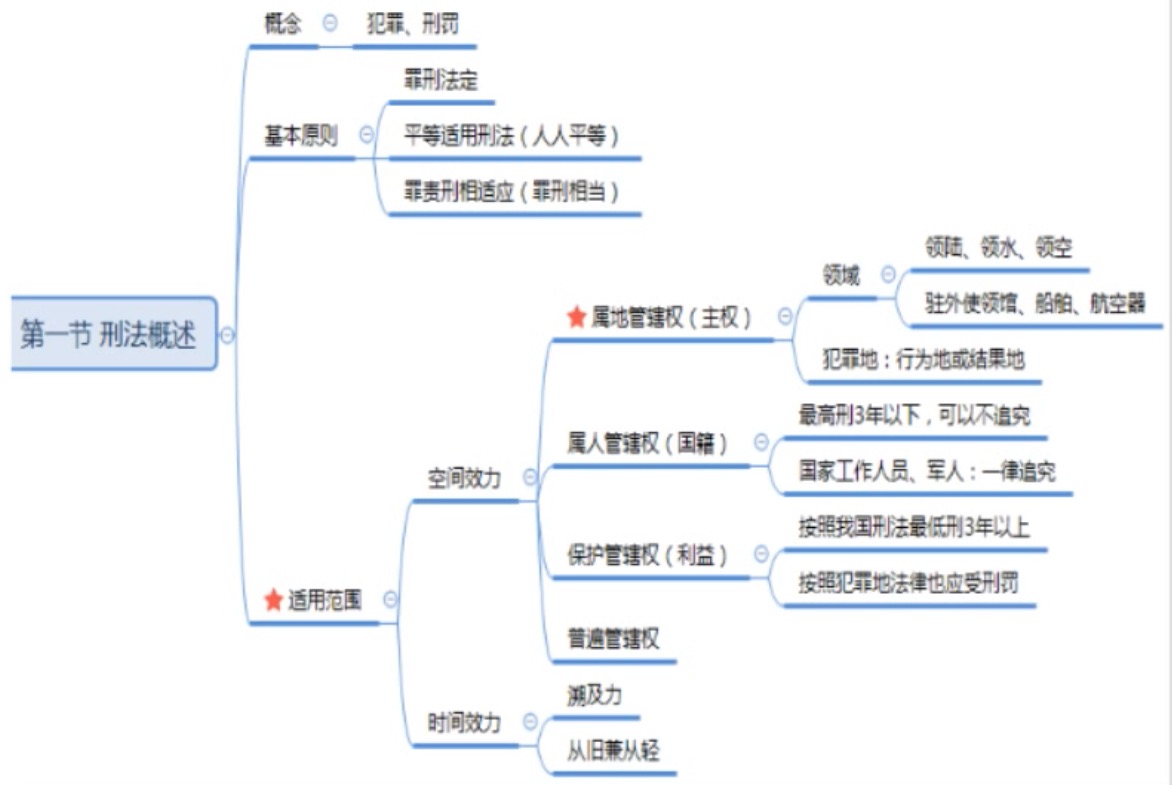 第一节 刑法概述
概念
犯罪、刑罚
基本原则
罪刑法定
平等适用刑法（人人平等）
罪责刑相适应（罪刑相当）
适用范围
空间效力
属地管辖权（主权）
领域
领陆、领水、领空
驻外使领馆、船舶、航空器
犯罪地：行为地或结果地
属人管辖权（国籍）
最高刑3年以下，可以不追究
国家工作人员、军人：一律追究
保护管辖权（利益）
按照我国刑法最低刑3年以上
按照犯罪地法律也应受刑罚
普遍管辖权
时间效力
溯及力
从旧兼从轻